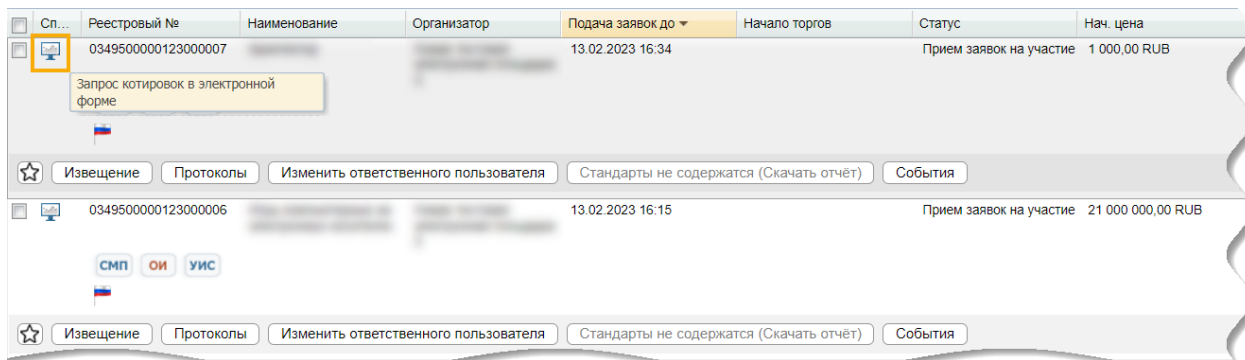 Сп... Реестровый № Наименование Организатор Подача заявок до Начало торгов Статус Нач. цена
0349500000123000007 13.02.2023 16:34 Прием заявок на участие 1 000,00 RUB
Запрос котировок в электронной
форме
Извещение Протоколы Изменить ответственного пользователя Стандарты не содержатся (Скачать отчёт) События
0349500000123000006 13.02.2023 16:15 Прием заявок на участие 21 000 000,00 RUB
СМП ОИ УИС
Извещение Протоколы Изменить ответственного пользователя Стандарты не содержатся (Скачать отчёт) События